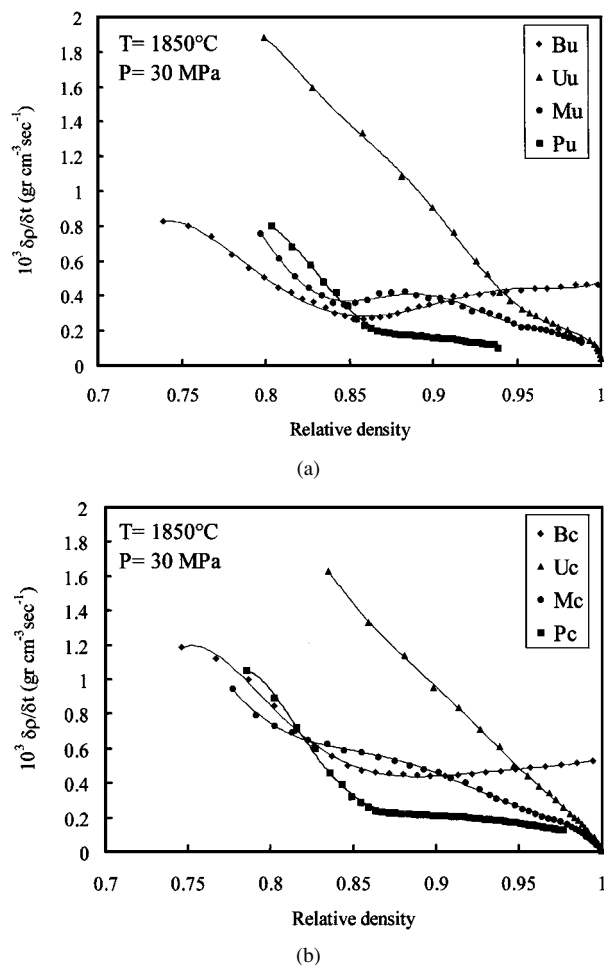 2
1.8
1.6
1.4
1.2
1
0.8
0.6
0.4
0.2
0
T= 1850°C
P= 30 MPa
Bu
Uu
Mu
Pu
10³ δρ/δt (gr cm⁻³sec⁻¹)
0.7 0.75 0.8 0.85 0.9 0.95 1
Relative density
(a)
2
1.8
1.6
1.4
1.2
1
0.8
0.6
0.4
0.2
0
T= 1850°C
P= 30 MPa
Bc
Uc
Mc
Pc
10³ δρ/δt (gr cm⁻³sec⁻¹)
0.7 0.75 0.8 0.85 0.9 0.95 1
Relative density
(b)